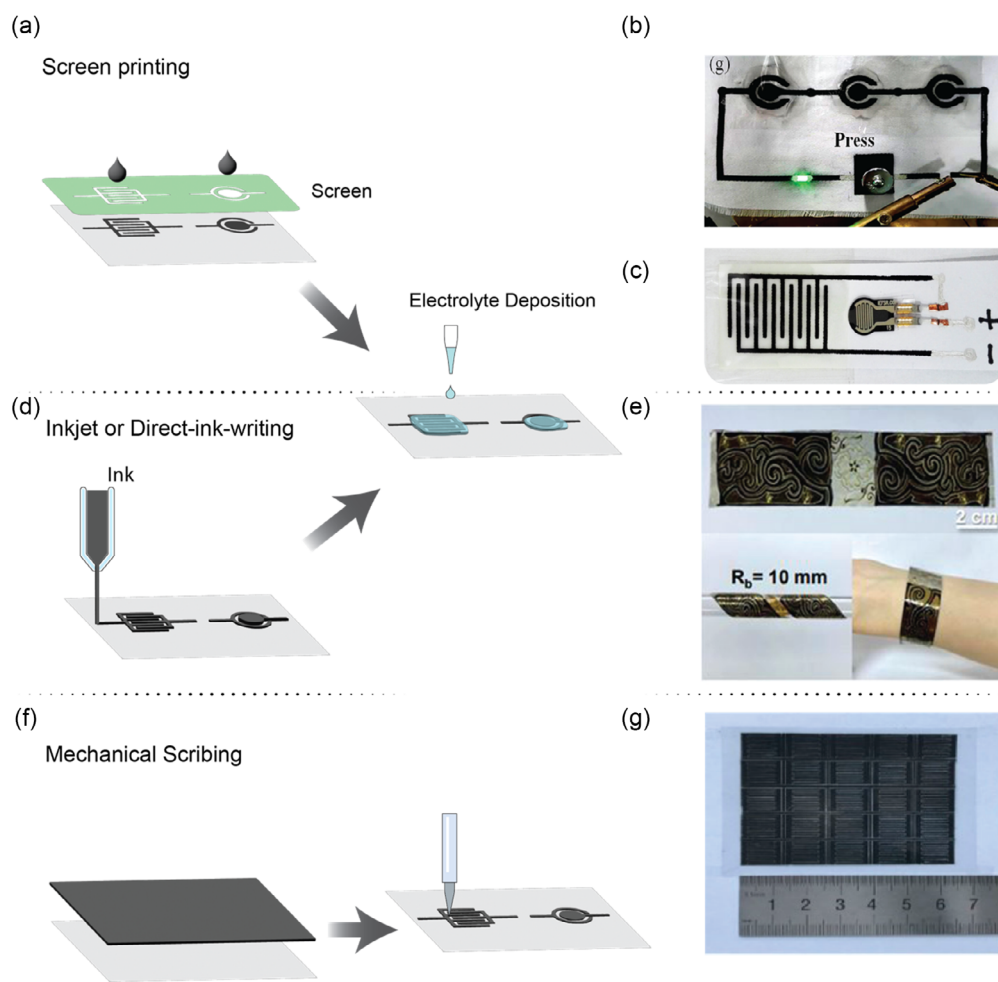 (a)
Screen printing
Screen
Electrolyte Deposition
(b)
(g)
Press
(c)
(d)
Inkjet or Direct-ink-writing
Ink
(e)
2 cm
Rb= 10 mm
(f)
Mechanical Scribing
(g)
1 2 3 4 5 6 7